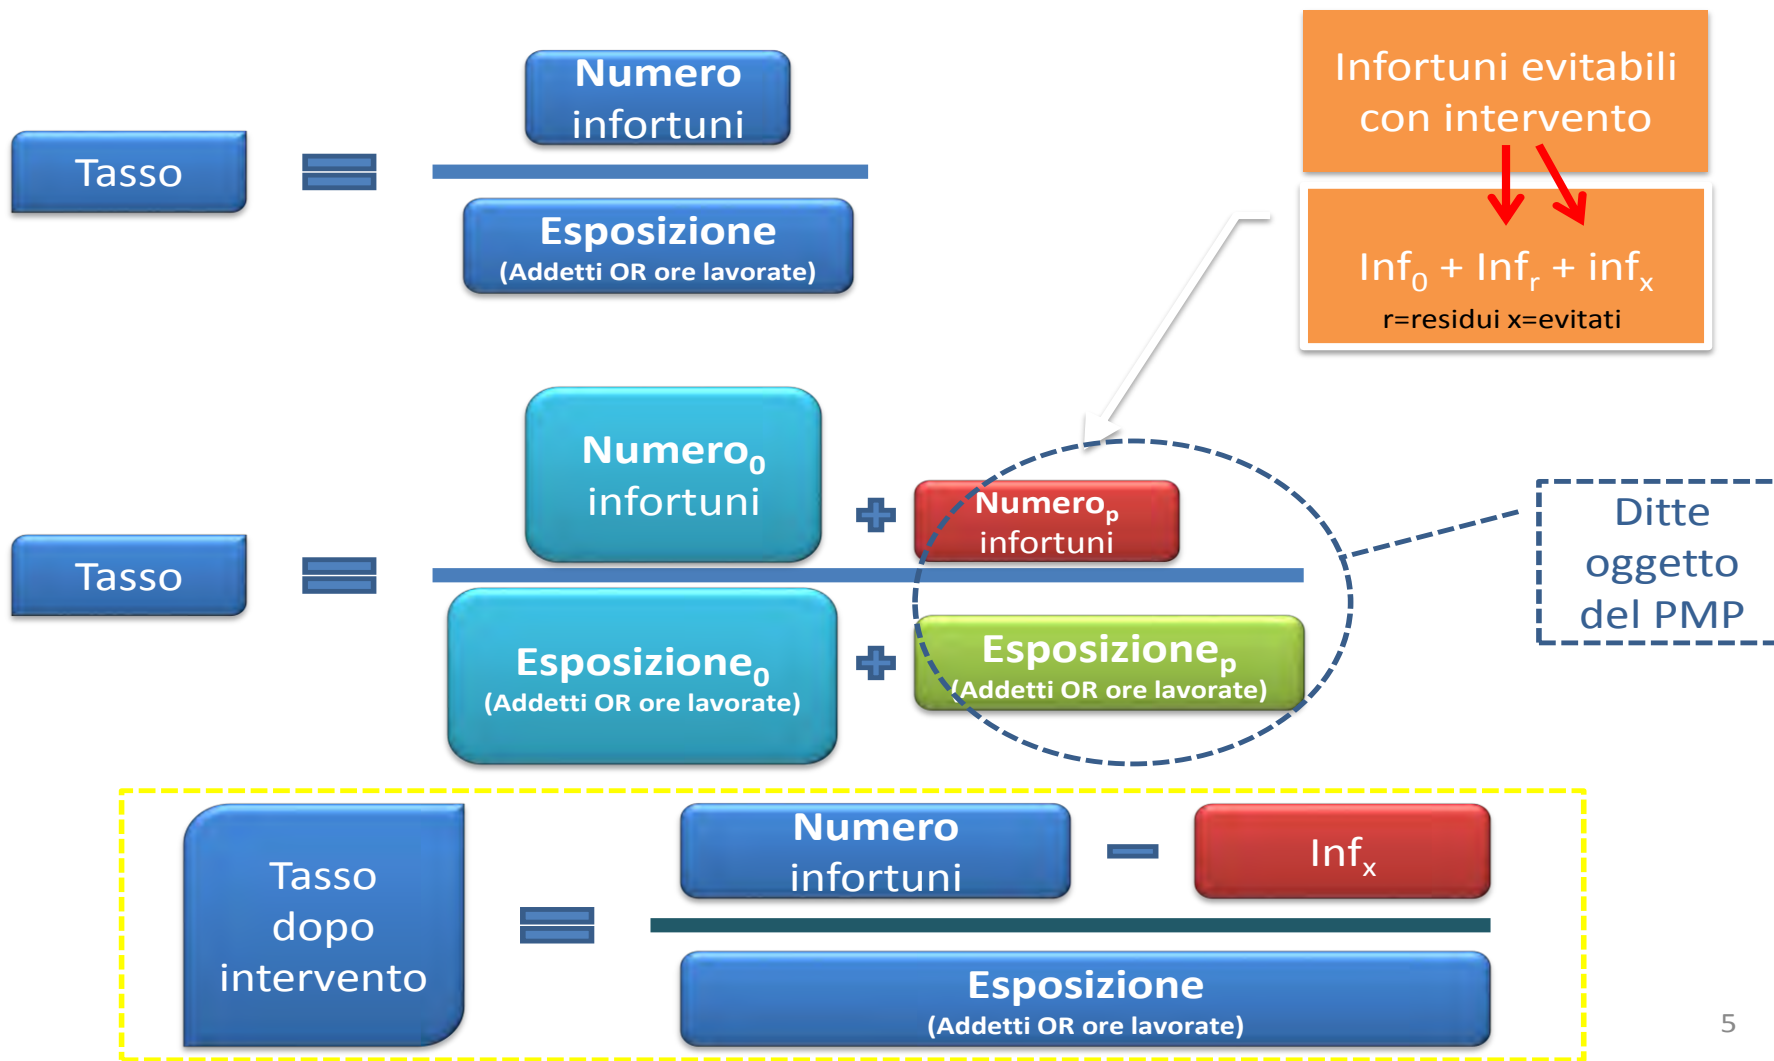 Numero
infortuni
Tasso
Esposizione
(Addetti OR ore lavorate)
Infortuni evitabili
con intervento
Inf₀ + Infᵣ + infₓ
r=residui x=evitati
Numero₀
infortuni
Numeroₚ
infortuni
Tasso
Esposizione₀
(Addetti OR ore lavorate)
Esposizioneₚ
(Addetti OR ore lavorate)
Ditte
oggetto
del PMP
Tasso
dopo
intervento
Numero
infortuni
Infₓ
Esposizione
(Addetti OR ore lavorate)
5